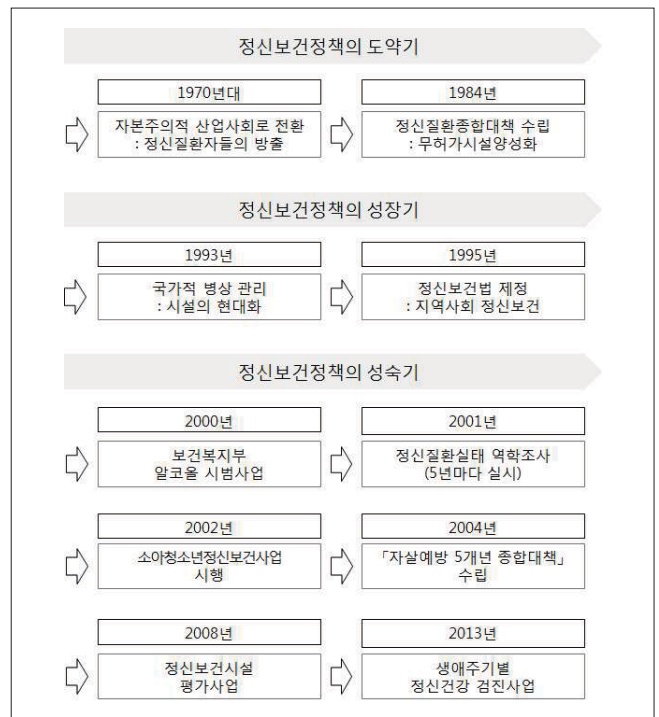 정신보건정책의 도약기
1970년대
자본주의적 산업사회로 전환
: 정신질환자들의 방출
1984년
정신질환종합대책 수립
: 무허가시설양성화
정신보건정책의 성장기
1993년
국가적 병상 관리
: 시설의 현대화
1995년
정신보건법 제정
: 지역사회 정신보건
정신보건정책의 성숙기
2000년
보건복지부
알코올 시범사업
2001년
정신질환실태 역학조사
(5년마다 실시)
2002년
소아청소년정신보건사업
시행
2004년
「자살예방 5개년 종합대책」
수립
2008년
정신보건시설
평가사업
2013년
생애주기별
정신건강 검진사업